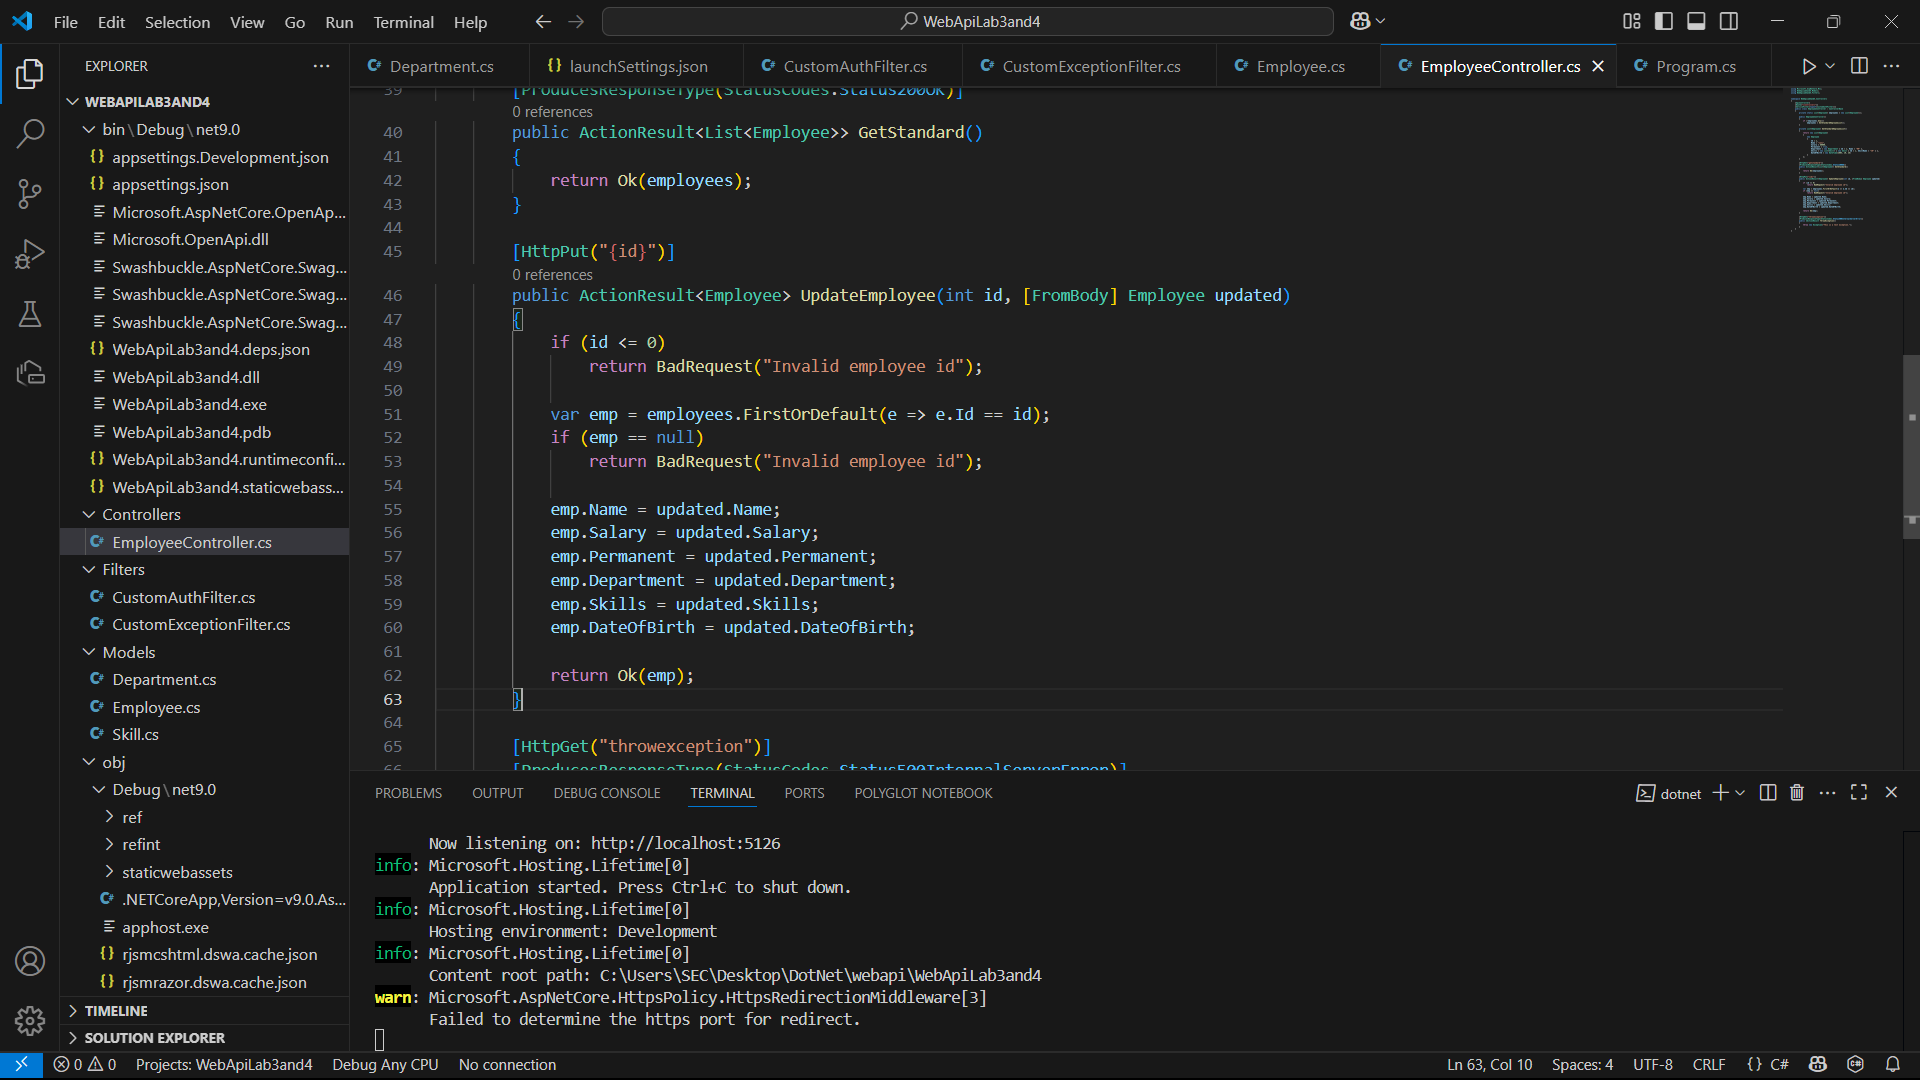 File Edit Selection View Go Run Terminal Help
WebApiLab3and4
EXPLORER
WEBAPILAB3AND4
bin\Debug\net9.0
appsettings.Development.json
appsettings.json
Microsoft.AspNetCore.OpenAp...
Microsoft.OpenApi.dll
Swashbuckle.AspNetCore.Swag...
Swashbuckle.AspNetCore.Swag...
Swashbuckle.AspNetCore.Swag...
WebApiLab3and4.deps.json
WebApiLab3and4.dll
WebApiLab3and4.exe
WebApiLab3and4.pdb
WebApiLab3and4.runtimeconfi...
WebApiLab3and4.staticwebass...
Controllers
EmployeeController.cs
Filters
CustomAuthFilter.cs
CustomExceptionFilter.cs
Models
Department.cs
Employee.cs
Skill.cs
obj
Debug\net9.0
ref
refint
staticwebassets
.NETCoreApp,Version=v9.0.As...
apphost.exe
rjsmcshtml.dswa.cache.json
rjsmrazor.dswa.cache.json
TIMELINE
SOLUTION EXPLORER
Department.cs launchSettings.json CustomAuthFilter.cs CustomExceptionFilter.cs Employee.cs EmployeeController.cs Program.cs
39 [ProducesResponseType(StatusCodes.Status200OK)]
0 references
40 public ActionResult<List<Employee>> GetStandard()
41 {
42 return Ok(employees);
43 }
44
45 [HttpPut("{id}")]
0 references
46 public ActionResult<Employee> UpdateEmployee(int id, [FromBody] Employee updated)
47 {
48 if (id <= 0)
49 return BadRequest("Invalid employee id");
50
51 var emp = employees.FirstOrDefault(e => e.Id == id);
52 if (emp == null)
53 return BadRequest("Invalid employee id");
54
55 emp.Name = updated.Name;
56 emp.Salary = updated.Salary;
57 emp.Permanent = updated.Permanent;
58 emp.Department = updated.Department;
59 emp.Skills = updated.Skills;
60 emp.DateOfBirth = updated.DateOfBirth;
61
62 return Ok(emp);
63 }
64
65 [HttpGet("throwexception")]
66 [ProducesResponseType(StatusCodes.Status500InternalServerError)]
PROBLEMS OUTPUT DEBUG CONSOLE TERMINAL PORTS POLYGLOT NOTEBOOK
dotnet
Now listening on: http://localhost:5126
info: Microsoft.Hosting.Lifetime[0]
Application started. Press Ctrl+C to shut down.
info: Microsoft.Hosting.Lifetime[0]
Hosting environment: Development
info: Microsoft.Hosting.Lifetime[0]
Content root path: C:\Users\SEC\Desktop\DotNet\webapi\WebApiLab3and4
warn: Microsoft.AspNetCore.HttpsPolicy.HttpsRedirectionMiddleware[3]
Failed to determine the https port for redirect.
0 0 Projects: WebApiLab3and4 Debug Any CPU No connection
Ln 63, Col 10 Spaces: 4 UTF-8 CRLF {} C#